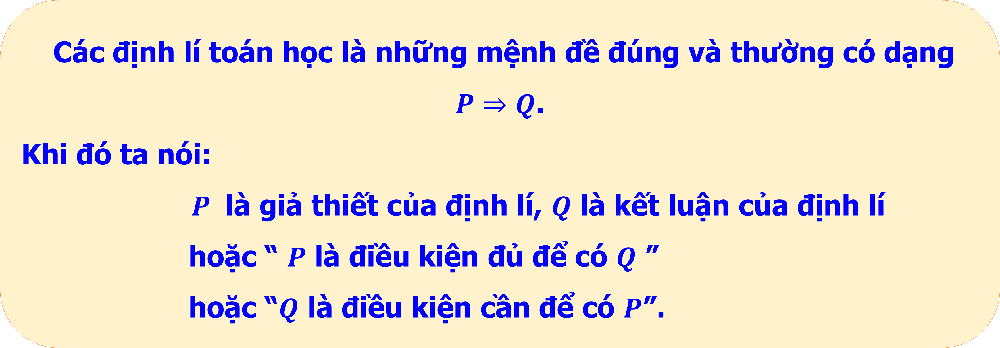 Các định lí toán học là những mệnh đề đúng và thường có dạng
P ⇒ Q.
Khi đó ta nói:
P là giả thiết của định lí, Q là kết luận của định lí
hoặc “ P là điều kiện đủ để có Q ”
hoặc “Q là điều kiện cần để có P”.